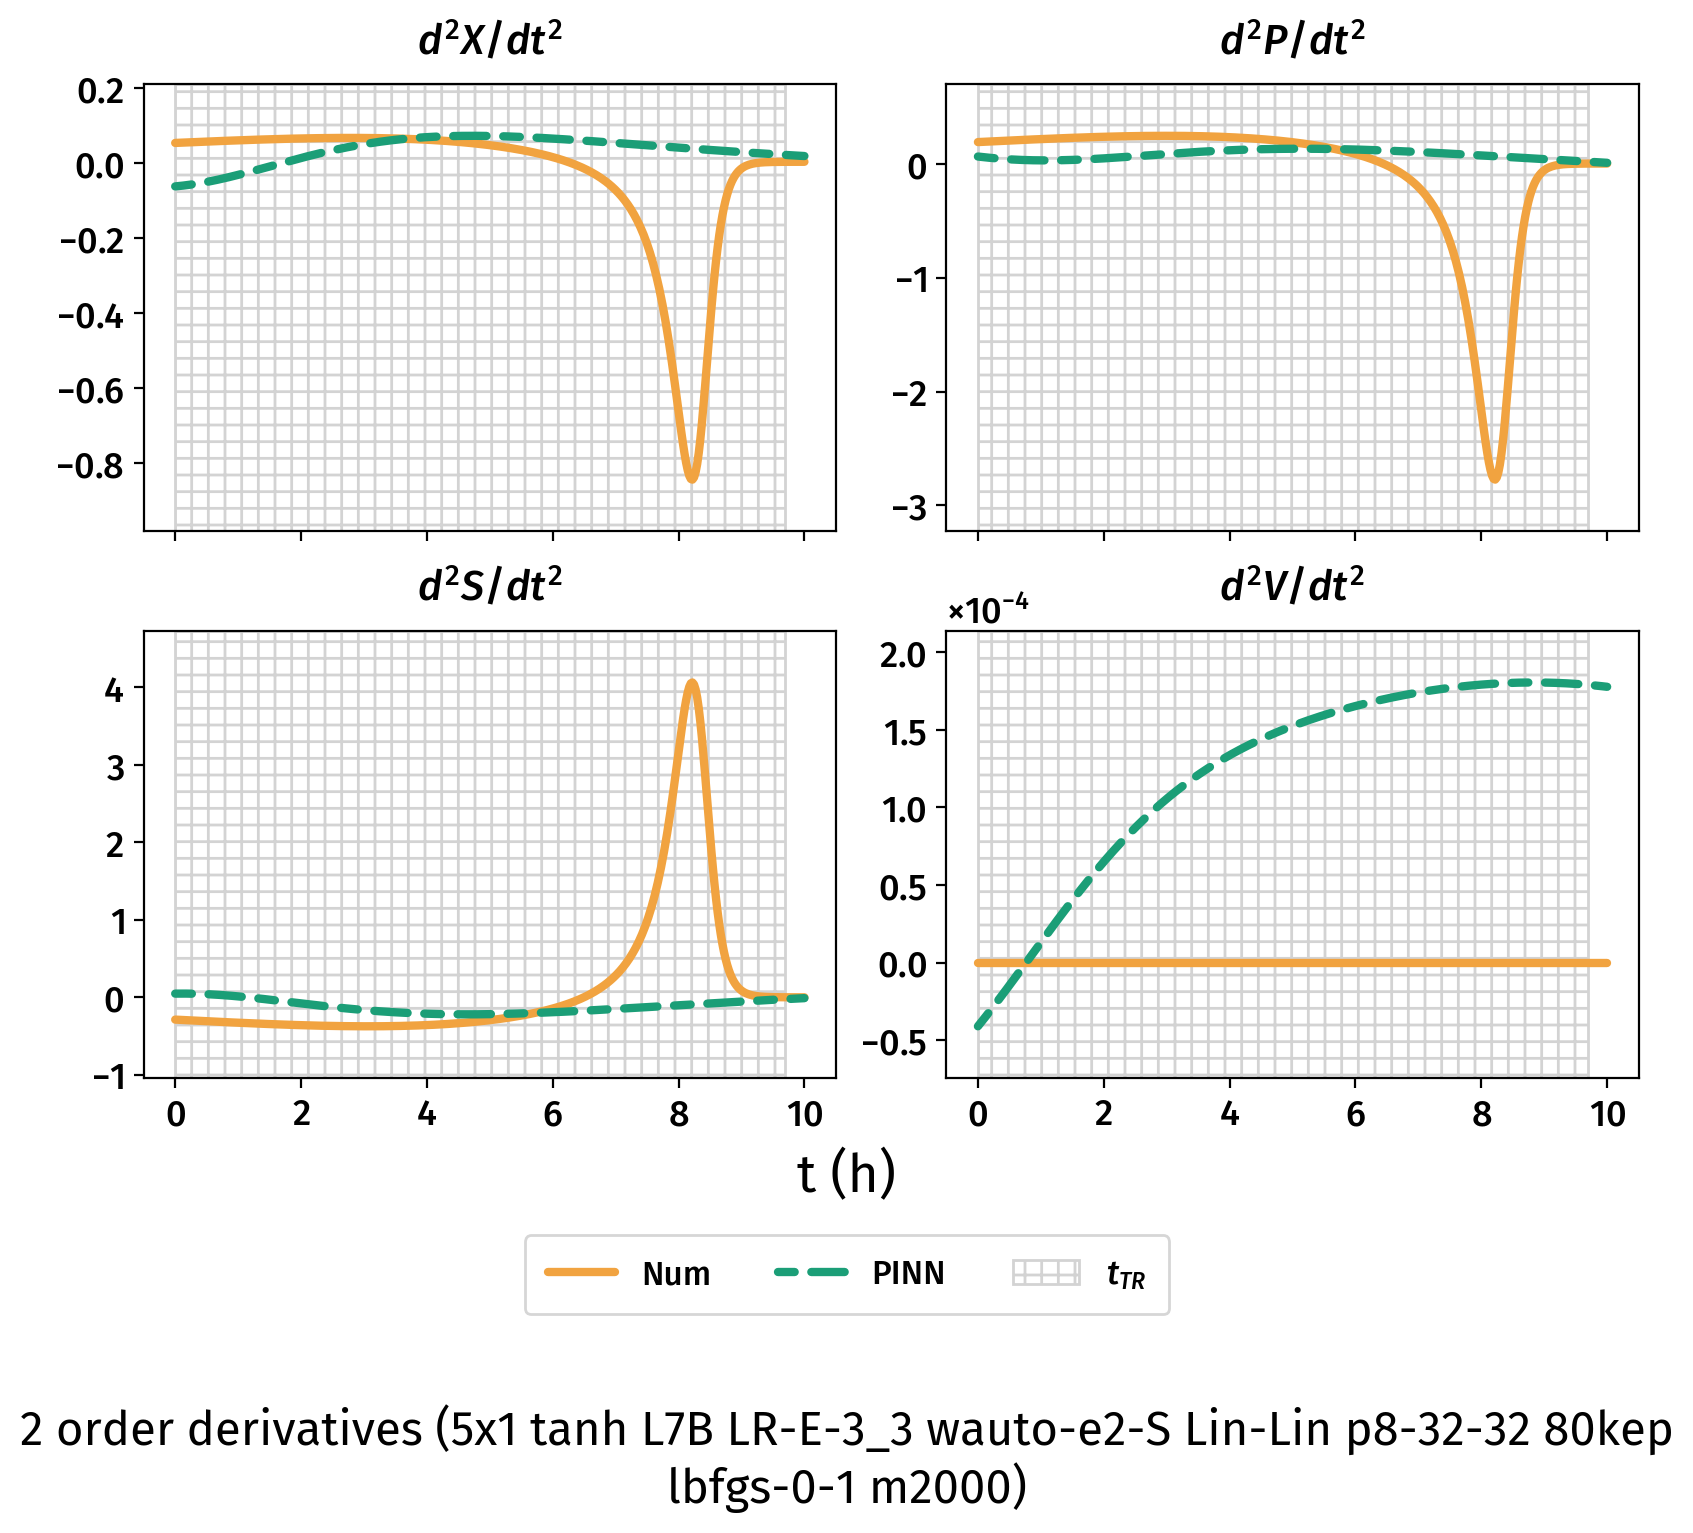 d²X/dt²
d²P/dt²
0.2
0.0
−0.2
−0.4
−0.6
−0.8
0
−1
−2
−3
d²S/dt²
d²V/dt²
×10⁻⁴
4
3
2
1
0
−1
2.0
1.5
1.0
0.5
0.0
−0.5
0 2 4 6 8 10
0 2 4 6 8 10
t (h)
Num PINN t_TR
2 order derivatives (5x1 tanh L7B LR-E-3_3 wauto-e2-S Lin-Lin p8-32-32 80kep
lbfgs-0-1 m2000)